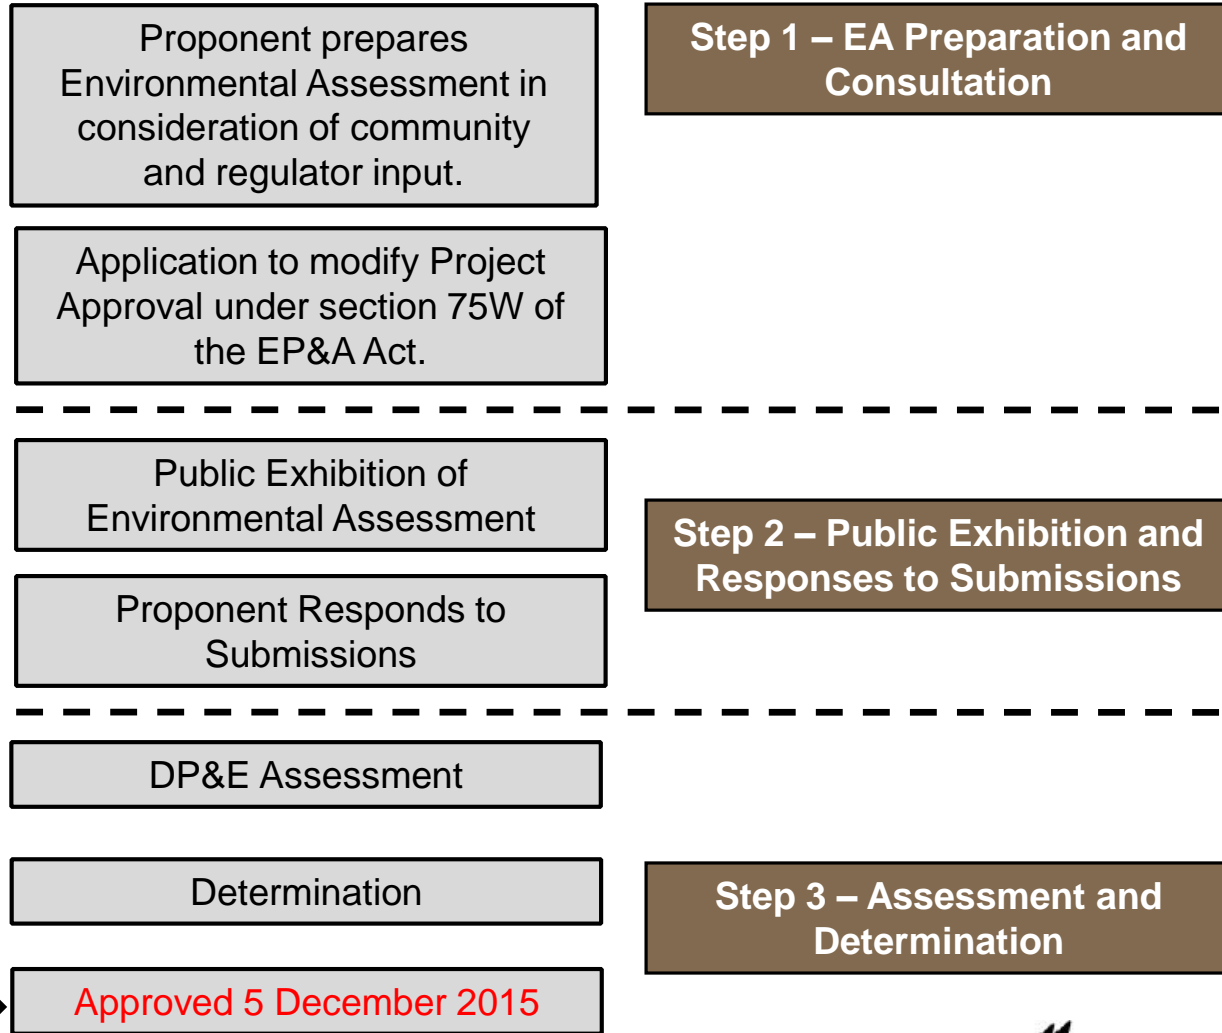 Proponent prepares
Environmental Assessment in
consideration of community
and regulator input.
Step 1 – EA Preparation and
Consultation
Application to modify Project
Approval under section 75W of
the EP&A Act.
Public Exhibition of
Environmental Assessment
Step 2 – Public Exhibition and
Responses to Submissions
Proponent Responds to
Submissions
DP&E Assessment
Determination
Step 3 – Assessment and
Determination
Approved 5 December 2015